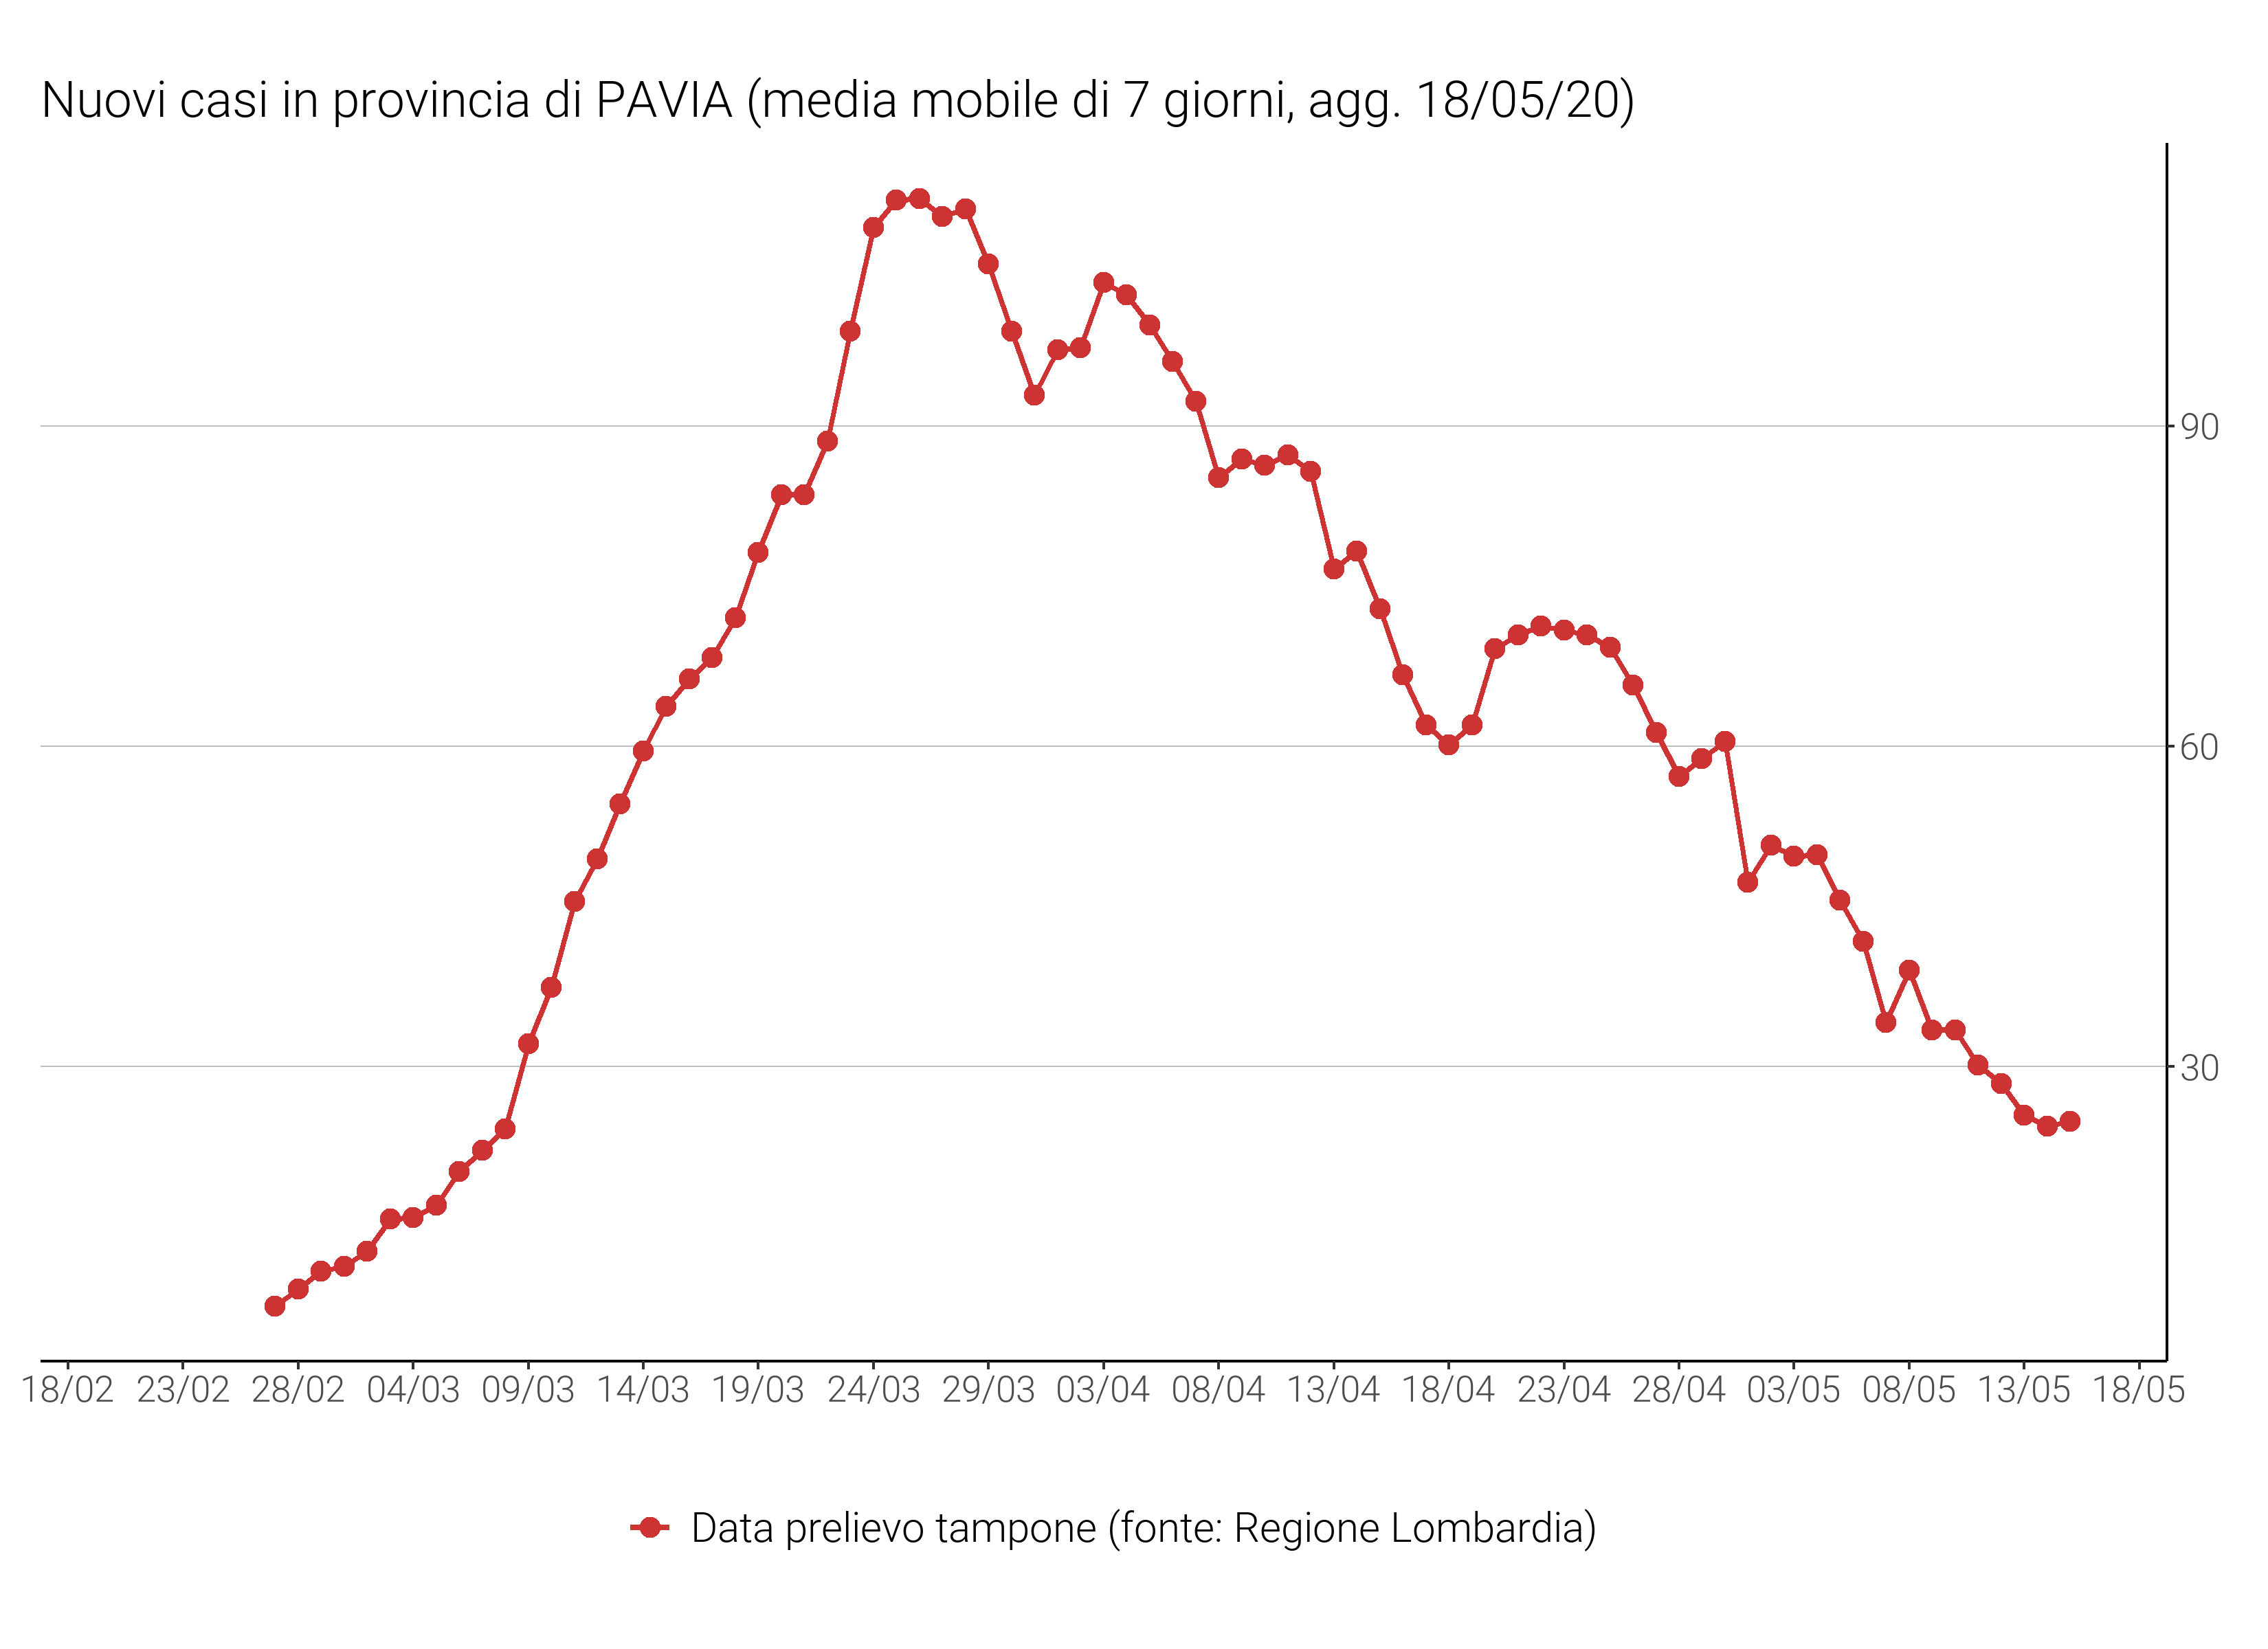 Nuovi casi in provincia di PAVIA (media mobile di 7 giorni, agg. 18/05/20)
90
60
30
18/02 23/02 28/02 04/03 09/03 14/03 19/03 24/03 29/03 03/04 08/04 13/04 18/04 23/04 28/04 03/05 08/05 13/05 18/05
Data prelievo tampone (fonte: Regione Lombardia)